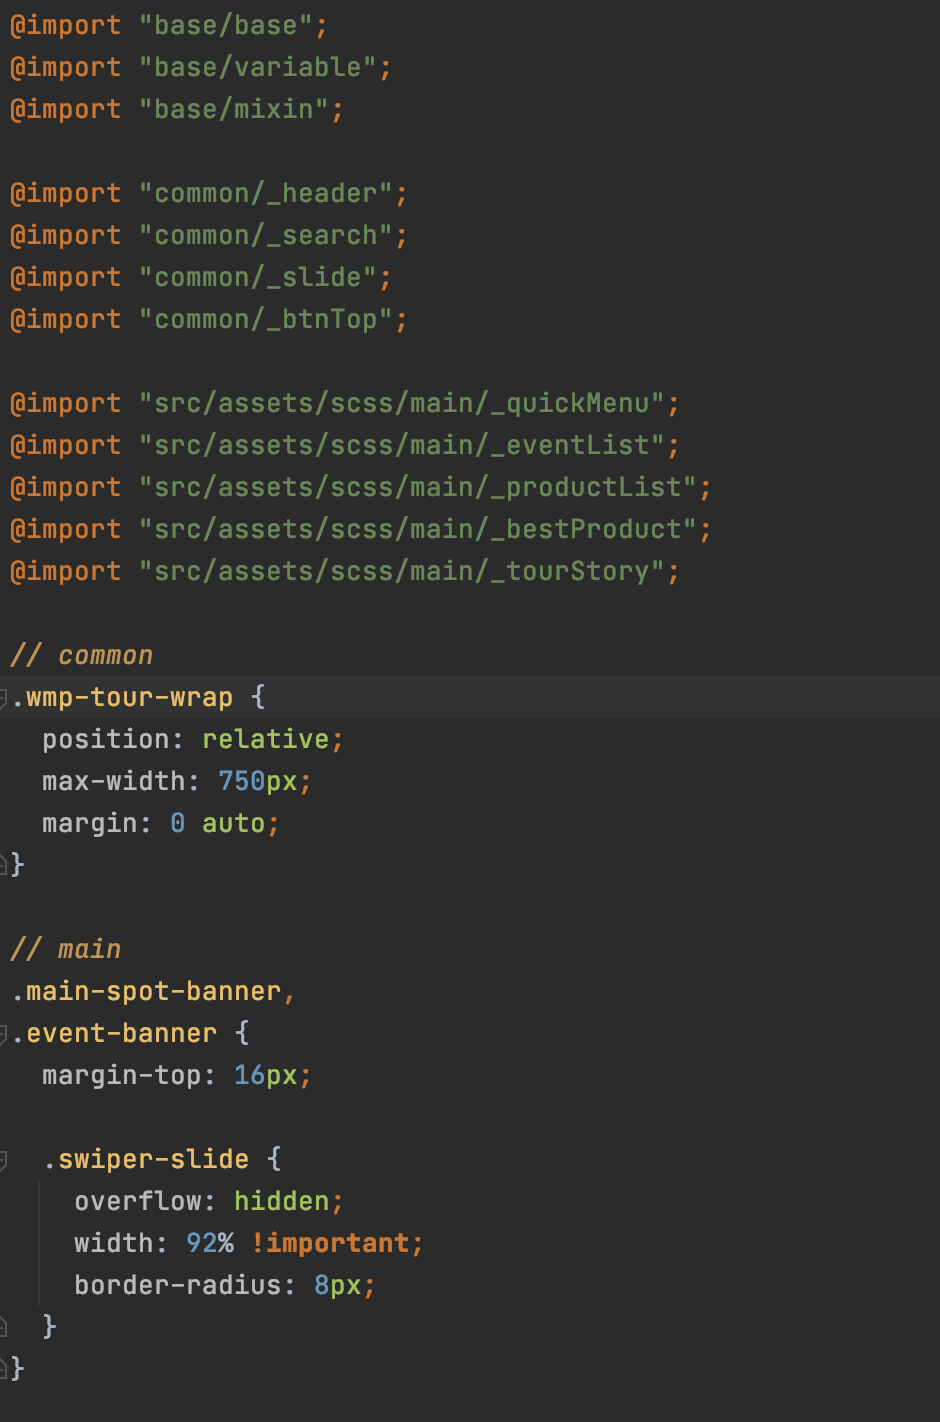 @import "base/base";
@import "base/variable";
@import "base/mixin";
@import "common/_header";
@import "common/_search";
@import "common/_slide";
@import "common/_btnTop";
@import "src/assets/scss/main/_quickMenu";
@import "src/assets/scss/main/_eventList";
@import "src/assets/scss/main/_productList";
@import "src/assets/scss/main/_bestProduct";
@import "src/assets/scss/main/_tourStory";
// common
.wmp-tour-wrap {
  position: relative;
  max-width: 750px;
  margin: 0 auto;
}
// main
.main-spot-banner,
.event-banner {
  margin-top: 16px;
  .swiper-slide {
    overflow: hidden;
    width: 92% !important;
    border-radius: 8px;
  }
}